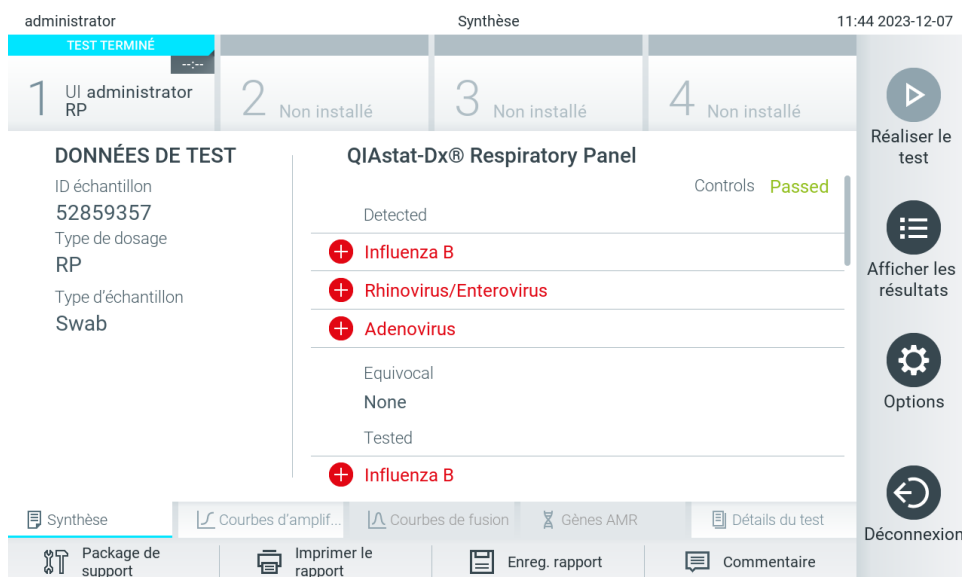 administrator
Synthèse
11:44 2023-12-07
TEST TERMINÉ
--:--
1 UI administrator
RP
2 Non installé
3 Non installé
4 Non installé
Réaliser le
test
DONNÉES DE TEST
ID échantillon
52859357
Type de dosage
RP
Type d'échantillon
Swab
QIAstat-Dx® Respiratory Panel
Controls Passed
Detected
Influenza B
Rhinovirus/Enterovirus
Adenovirus
Equivocal
None
Tested
Influenza B
Afficher les
résultats
Options
Déconnexion
Synthèse
Courbes d'amplif...
Courbes de fusion
Gènes AMR
Détails du test
Package de
support
Imprimer le
rapport
Enreg. rapport
Commentaire